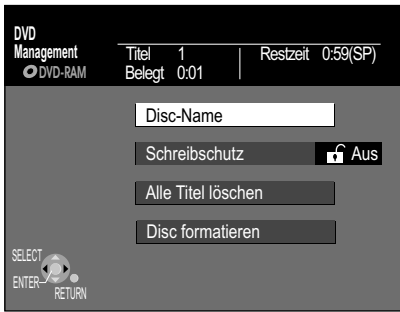 DVD
Management
DVD-RAM
Titel 1
Belegt 0:01
Restzeit 0:59(SP)
Disc-Name
Schreibschutz Aus
Alle Titel löschen
Disc formatieren
SELECT
ENTER
RETURN